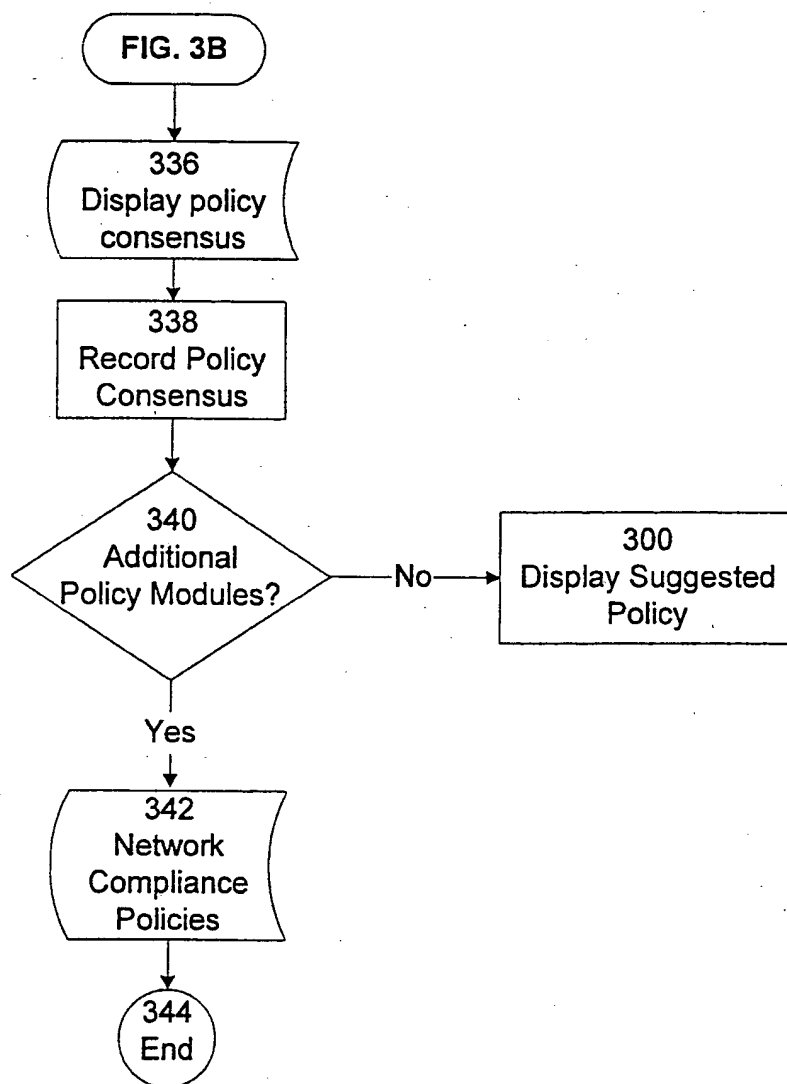 FIG. 3B
336
Display policy
consensus
338
Record Policy
Consensus
340
Additional
Policy Modules?
No
300
Display Suggested
Policy
Yes
342
Network
Compliance
Policies
344
End